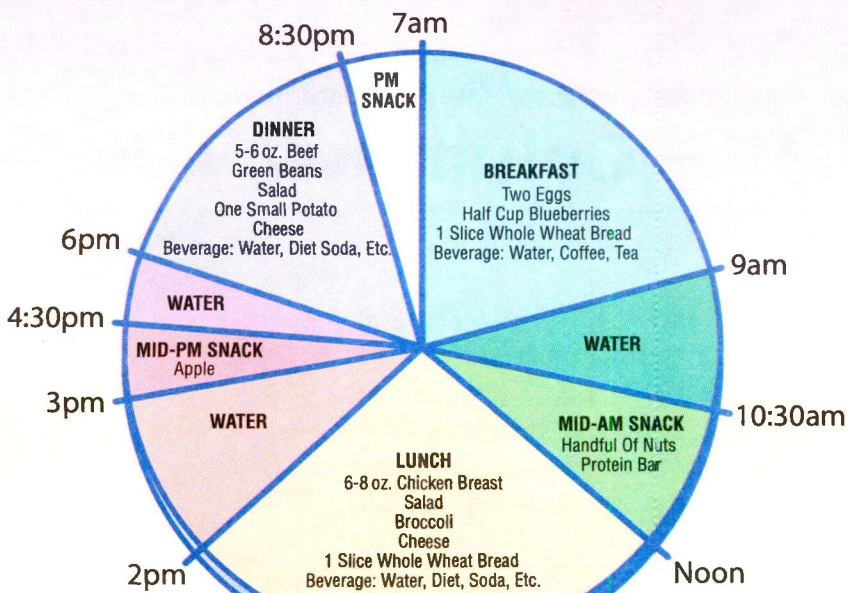 7am
BREAKFAST
Two Eggs
Half Cup Blueberries
1 Slice Whole Wheat Bread
Beverage: Water, Coffee, Tea
9am
WATER
10:30am
MID-AM SNACK
Handful Of Nuts
Protein Bar
Noon
LUNCH
6-8 oz. Chicken Breast
Salad
Broccoli
Cheese
1 Slice Whole Wheat Bread
Beverage: Water, Diet, Soda, Etc.
2pm
WATER
3pm
MID-PM SNACK
Apple
4:30pm
WATER
6pm
DINNER
5-6 oz. Beef
Green Beans
Salad
One Small Potato
Cheese
Beverage: Water, Diet Soda, Etc.
8:30pm
PM
SNACK